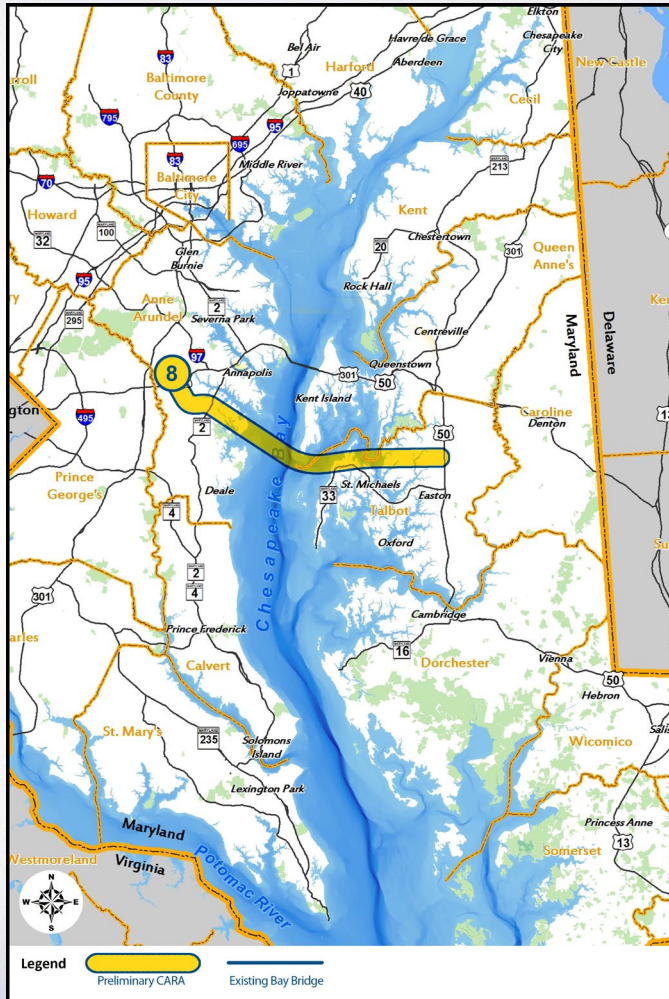 Elkton
Havre de Grace
Chesapeake
City
Bel Air
83
Harford
Aberdeen
New Castle
Baltimore
County
1
40
Joppatowne
Cecil
795
95
695
83
Middle River
Baltimore
City
70
213
Howard
Kent
32
100
20
Chestertown
301
Queen
Anne's
Glen
Burnie
95
Rock Hall
295
Anne
Arundel
2
Severna Park
Centreville
Maryland
Delaware
97
Queenstown
8
Annapolis
301
50
Kent Island
Caroline
Denton
495
2
50
Prince
George's
St. Michaels
Deale
33
Easton
Talbot
4
Oxford
Chesapeake Bay
2
4
301
Cambridge
Prince Frederick
16
Dorchester
Vienna
Calvert
50
Hebron
St. Mary's
235
Solomons
Island
Wicomico
Lexington Park
Princess Anne
13
Maryland
Virginia
Westmoreland
Potomac River
Somerset
N
W E
S
Legend
Preliminary CARA
Existing Bay Bridge